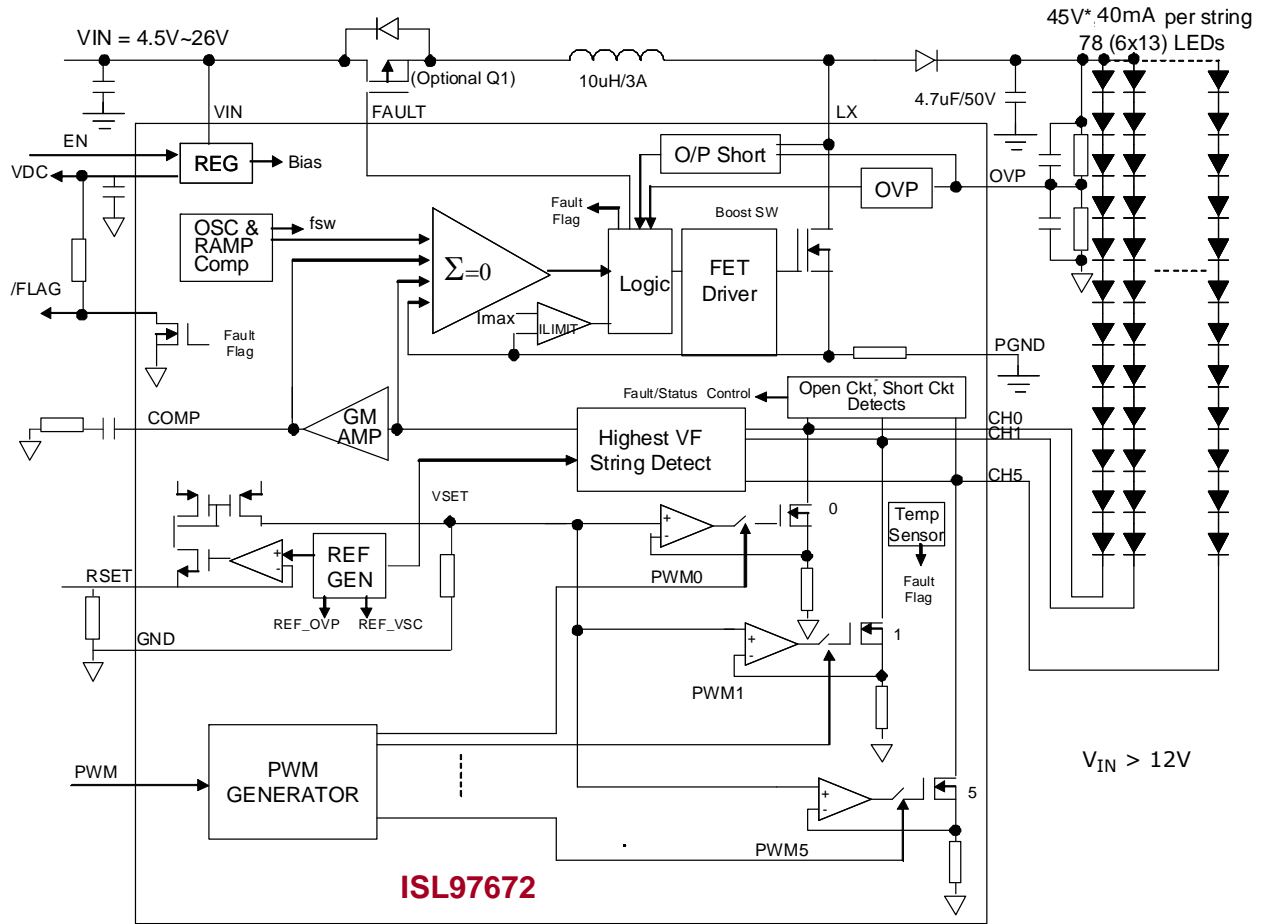 45V* 40mA per string
78 (6x13) LEDs
VIN = 4.5V~26V
(Optional Q1)
10uH/3A
4.7uF/50V
VIN
FAULT
LX
EN
VDC
REG
Bias
O/P Short
OVP
OVP
Fault
Flag
Boost SW
OSC &
RAMP
Comp
fsw
Σ=0
Logic
FET
Driver
/FLAG
Imax
ILIMIT
Fault
Flag
PGND
Fault/Status Control
Open Ckt, Short Ckt
Detects
COMP
GM
AMP
Highest VF
String Detect
CH0
CH1
CH5
VSET
+
-
0
Temp
Sensor
Fault
Flag
REF
GEN
+
-
RSET
PWM0
REF_OVP
REF_VSC
GND
+
-
1
PWM1
VIN > 12V
PWM
PWM
GENERATOR
+
-
5
PWM5
ISL97672